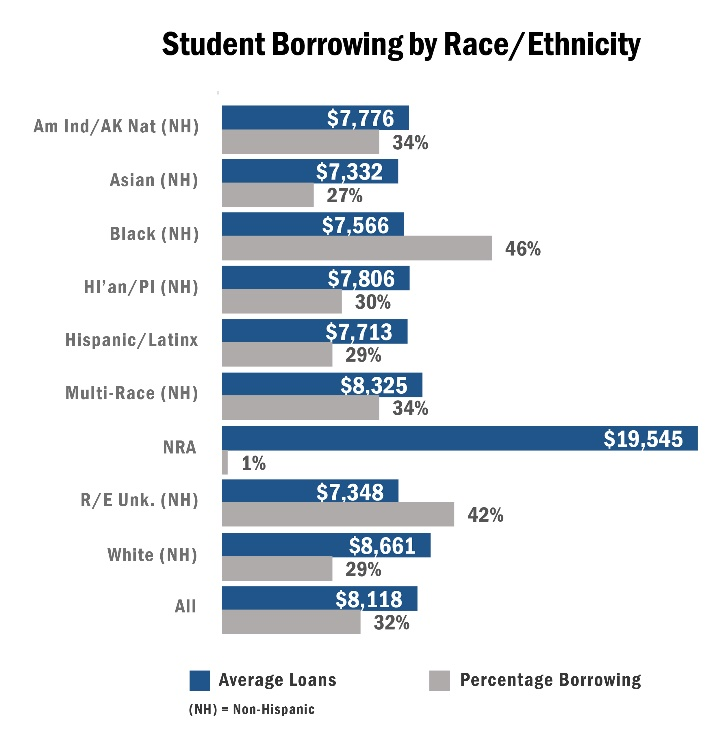 Student Borrowing by Race/Ethnicity
Am Ind/AK Nat (NH)
$7,776
34%
Asian (NH)
$7,332
27%
Black (NH)
$7,566
46%
HI'an/PI (NH)
$7,806
30%
Hispanic/Latinx
$7,713
29%
Multi-Race (NH)
$8,325
34%
NRA
$19,545
1%
R/E Unk. (NH)
$7,348
42%
White (NH)
$8,661
29%
All
$8,118
32%
Average Loans
Percentage Borrowing
(NH) = Non-Hispanic